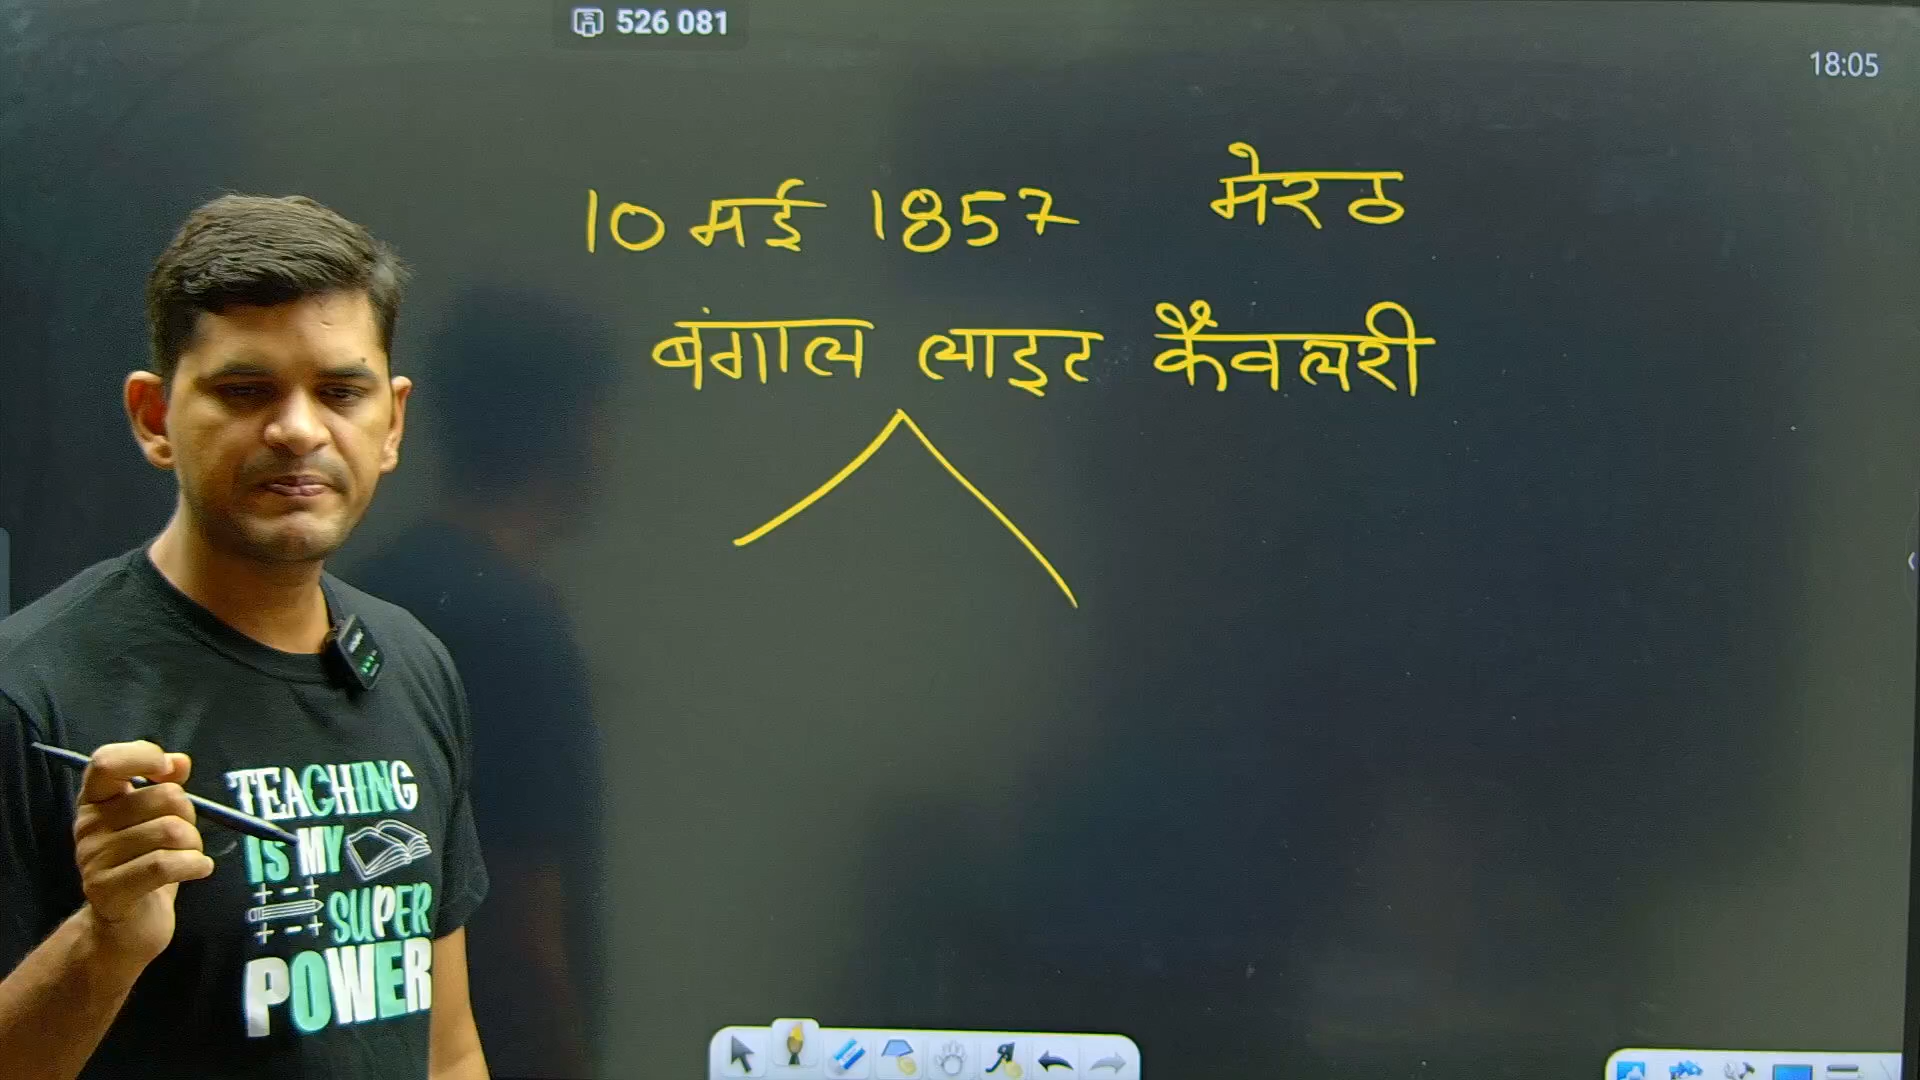 526 081
18:05
10 मई 1857 मेरठ
बंगाल लाइट कैवलरी
TEACHING
IS MY
SUPER
POWER